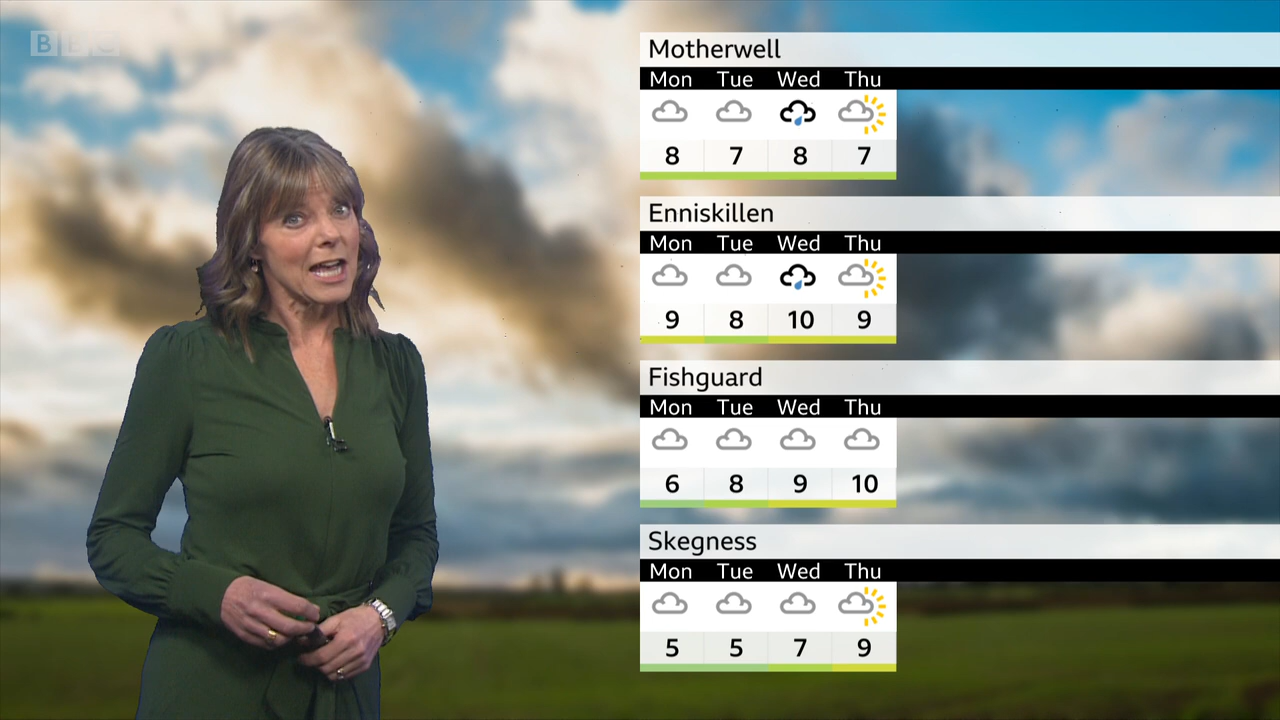 BBC
Motherwell
Mon Tue Wed Thu
8 7 8 7
Enniskillen
Mon Tue Wed Thu
9 8 10 9
Fishguard
Mon Tue Wed Thu
6 8 9 10
Skegness
Mon Tue Wed Thu
5 5 7 9